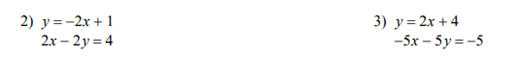 2) y = –2x + 1
2x – 2y = 4
3) y = 2x + 4
–5x – 5y = –5